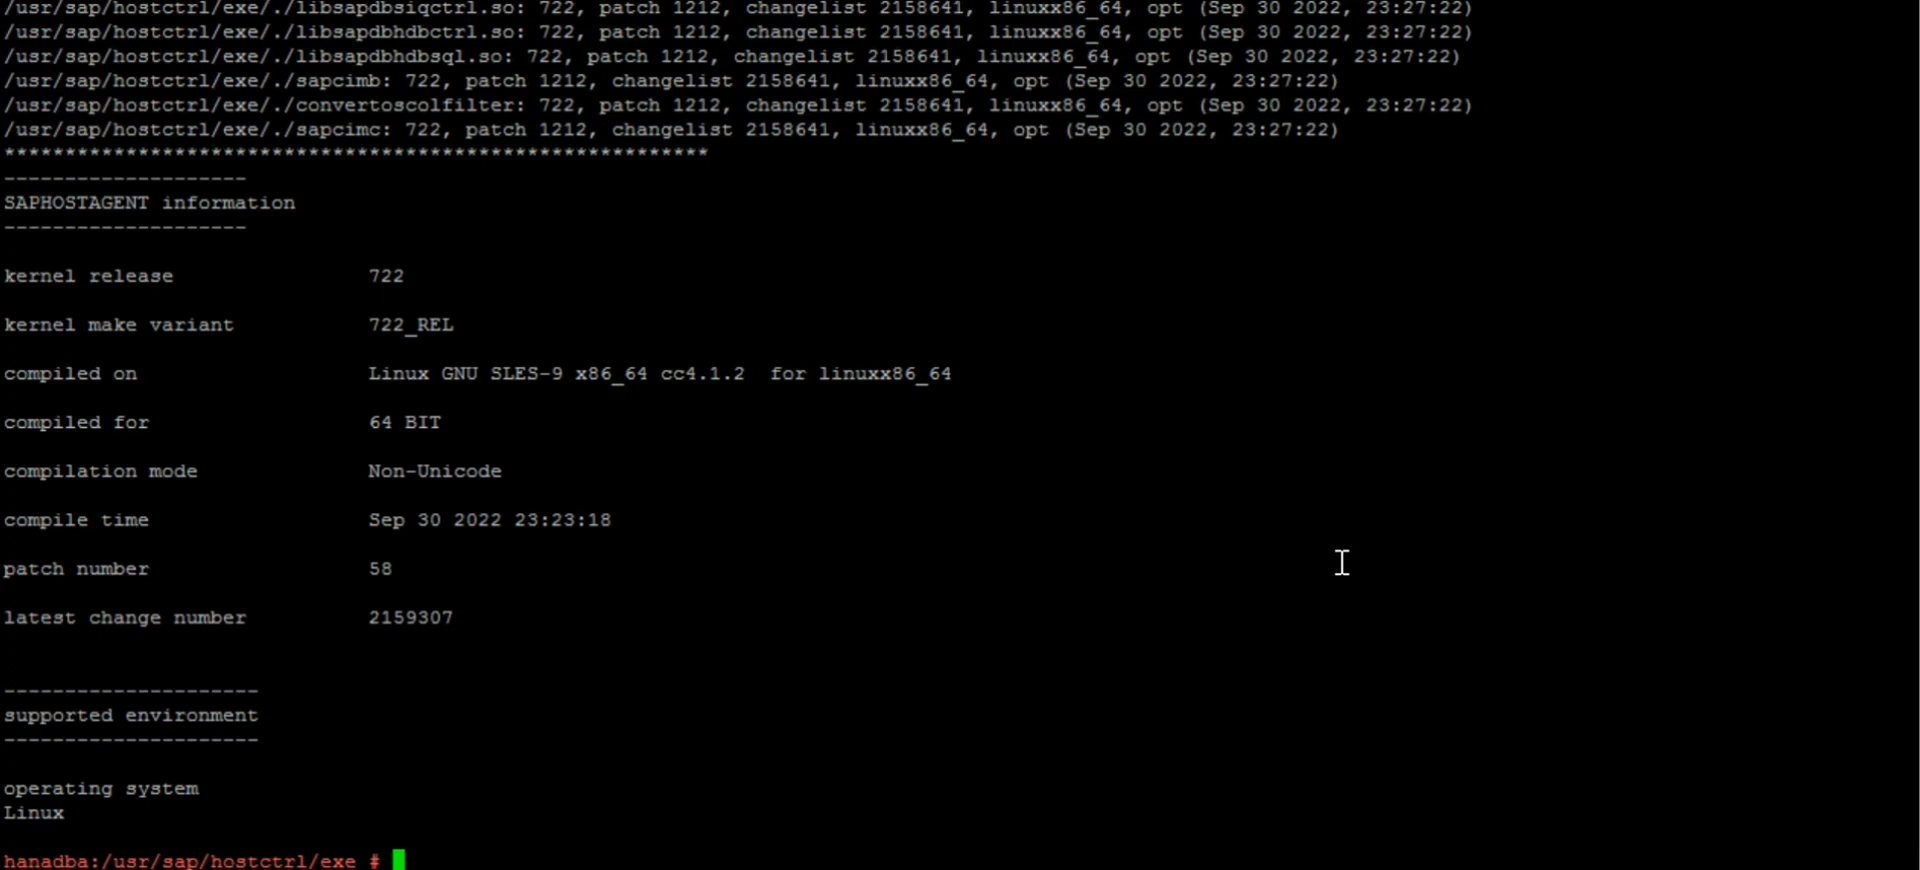 /usr/sap/hostctrl/exe/./libsapdbsiqctrl.so: 722, patch 1212, changelist 2158641, linuxx86_64, opt (Sep 30 2022, 23:27:22)
/usr/sap/hostctrl/exe/./libsapdbhdbctrl.so: 722, patch 1212, changelist 2158641, linuxx86_64, opt (Sep 30 2022, 23:27:22)
/usr/sap/hostctrl/exe/./libsapdbhdbsql.so: 722, patch 1212, changelist 2158641, linuxx86_64, opt (Sep 30 2022, 23:27:22)
/usr/sap/hostctrl/exe/./sapcimb: 722, patch 1212, changelist 2158641, linuxx86_64, opt (Sep 30 2022, 23:27:22)
/usr/sap/hostctrl/exe/./convertoscolfilter: 722, patch 1212, changelist 2158641, linuxx86_64, opt (Sep 30 2022, 23:27:22)
/usr/sap/hostctrl/exe/./sapcimc: 722, patch 1212, changelist 2158641, linuxx86_64, opt (Sep 30 2022, 23:27:22)
**********************************************************
--------------------
SAPHOSTAGENT information
--------------------
kernel release 722
kernel make variant 722_REL
compiled on Linux GNU SLES-9 x86_64 cc4.1.2 for linuxx86_64
compiled for 64 BIT
compilation mode Non-Unicode
compile time Sep 30 2022 23:23:18
patch number 58
latest change number 2159307
---------------------
supported environment
---------------------
operating system
Linux
hanadba:/usr/sap/hostctrl/exe #